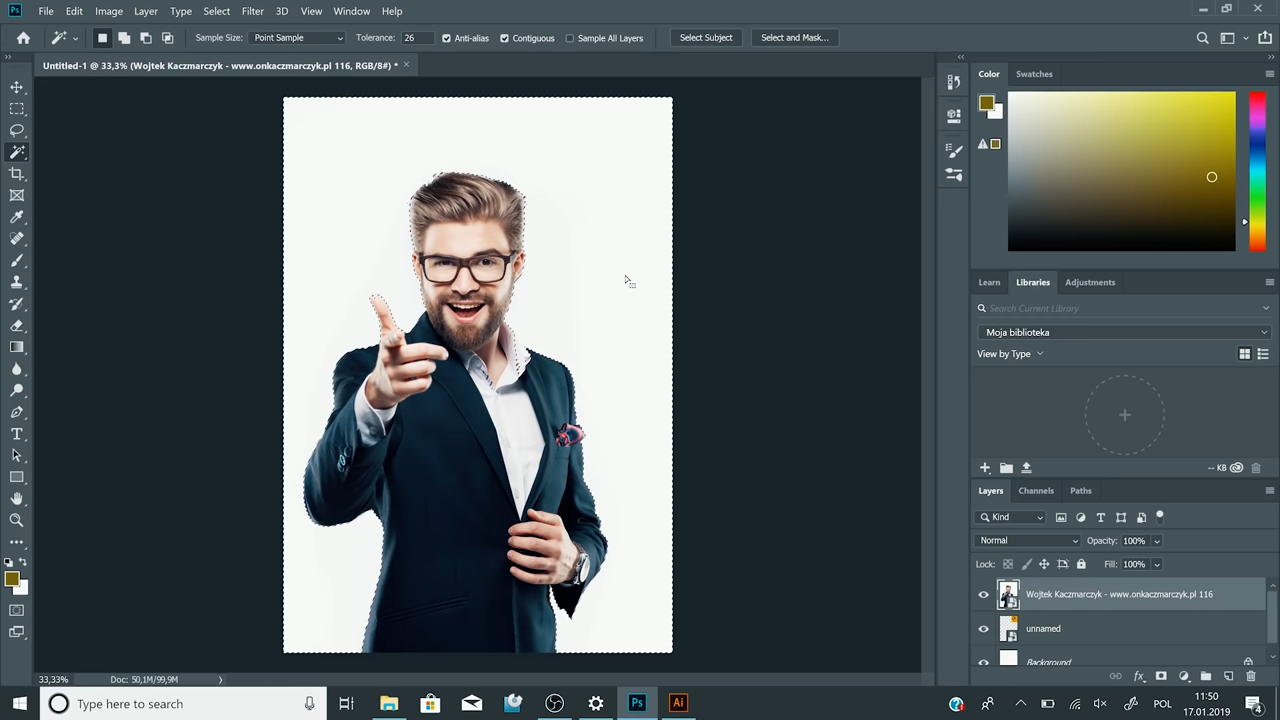 Ps File Edit Image Layer Type Select Filter 3D View Window Help
Sample Size: Point Sample Tolerance: 26 Anti-alias Contiguous Sample All Layers Select Subject Select and Mask...
Untitled-1 @ 33,3% (Wojtek Kaczmarczyk - www.onkaczmarczyk.pl 116, RGB/8#) * ×
Color Swatches
Learn Libraries Adjustments
Search Current Library
Moja biblioteka
View by Type
-- KB
Layers Channels Paths
Kind
Normal Opacity: 100%
Lock: Fill: 100%
Wojtek Kaczmarczyk - www.onkaczmarczyk.pl 116
unnamed
Background
33,33% Doc: 50,1M/99,9M
Type here to search
Ps Ai
11:50
17.01.2019